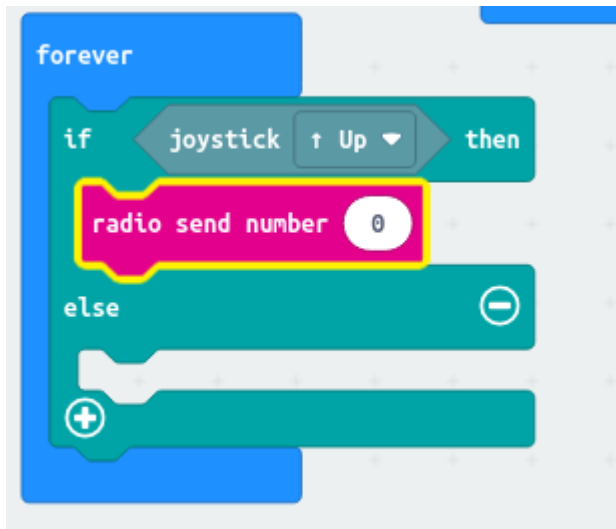 forever
if joystick ↑ Up then
radio send number 0
else